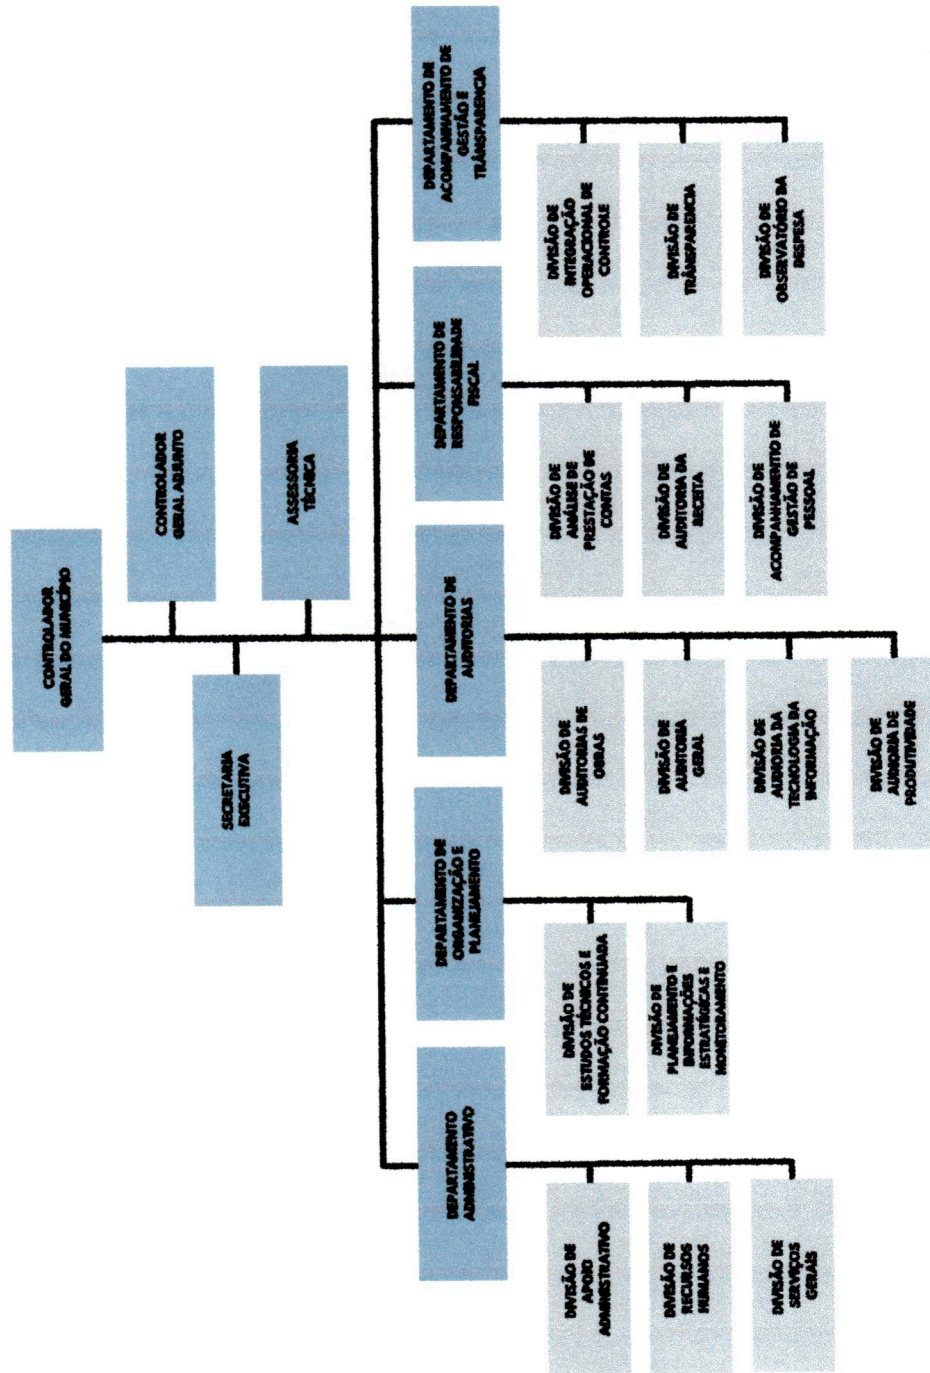 CONTROLADOR
GERAL DO MUNICÍPIO
CONTROLADOR
GERAL ADJUNTO
SECRETARIA
EXECUTIVA
ASSESSORIA
TÉCNICA
DEPARTAMENTO
ADMINISTRATIVO
DIVISÃO DE
APOIO
ADMINISTRATIVO
DIVISÃO DE
RECURSOS
HUMANOS
DIVISÃO DE
SERVIÇOS
GERAIS
DEPARTAMENTO DE
ORGANIZAÇÃO E
PLANEJAMENTO
DIVISÃO DE
ESTUDOS TÉCNICOS E
FORMAÇÃO CONTINUADA
DIVISÃO DE
PLANEJAMENTO E
INFORMAÇÕES
ESTRATÉGICAS E
MONITORAMENTO
DEPARTAMENTO DE
AUDITORIAS
DIVISÃO DE
AUDITORIAS DE
OBRAS
DIVISÃO DE
AUDITORIA
GERAL
DIVISÃO DE
AUDITORIA DA
TECNOLOGIA DA
INFORMAÇÃO
DIVISÃO DE
AUDITORIA DE
PRODUTIVIDADE
DEPARTAMENTO DE
RESPONSABILIDADE
FISCAL
DIVISÃO DE
ANÁLISE DE
PRESTAÇÃO DE
CONTAS
DIVISÃO DE
AUDITORIA DA
RECEITA
DIVISÃO DE
ACOMPANHAMENTO DE
GESTÃO DE
PESSOAL
DEPARTAMENTO DE
ACOMPANHAMENTO DE
GESTÃO E
TRÂNSPARENCIA
DIVISÃO DE
INTEGRAÇÃO
OPERACIONAL DE
CONTROLE
DIVISÃO DE
TRÂNSPARENCIA
DIVISÃO DE
OBSERVATÓRIO DA
DESPESA